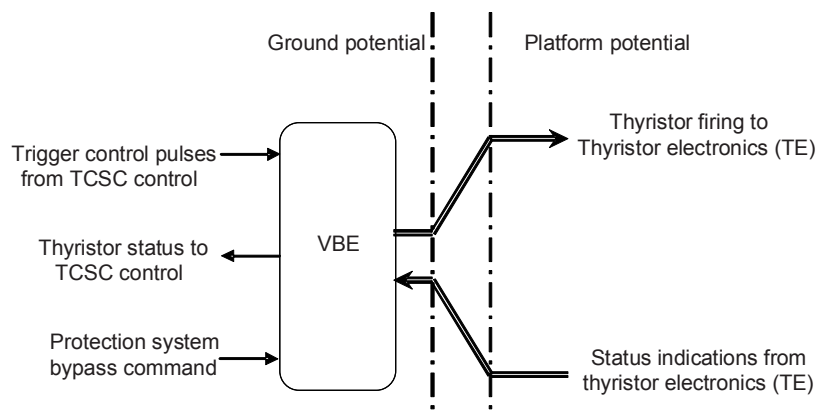 Ground potential
Platform potential
Trigger control pulses
from TCSC control
Thyristor status to
TCSC control
Protection system
bypass command
VBE
Thyristor firing to
Thyristor electronics (TE)
Status indications from
thyristor electronics (TE)